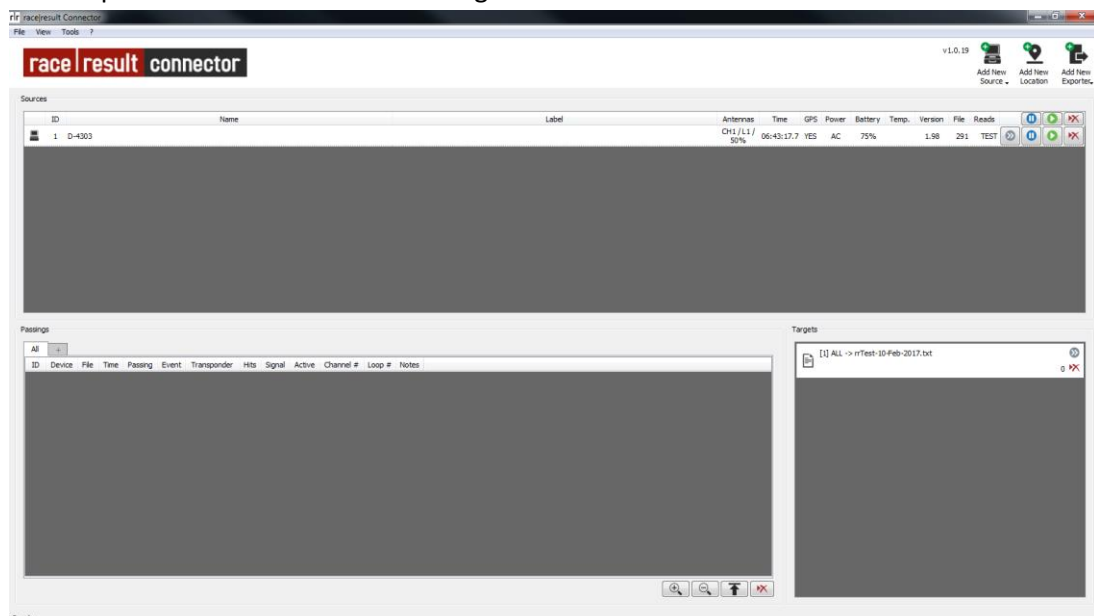 race|result Connector
File View Tools ?
race result connector
v1.0.19
Add New Source
Add New Location
Add New Exporter
Sources
ID Name Label Antennas Time GPS Power Battery Temp. Version File Reads
1 D-4303 CH1/L1/ 50% 06:43:17.7 YES AC 75% 1.98 291 TEST
Passings
All +
ID Device File Time Passing Event Transponder Hits Signal Active Channel # Loop # Notes
Targets
[1] ALL -> rrTest-10-Feb-2017.txt
0